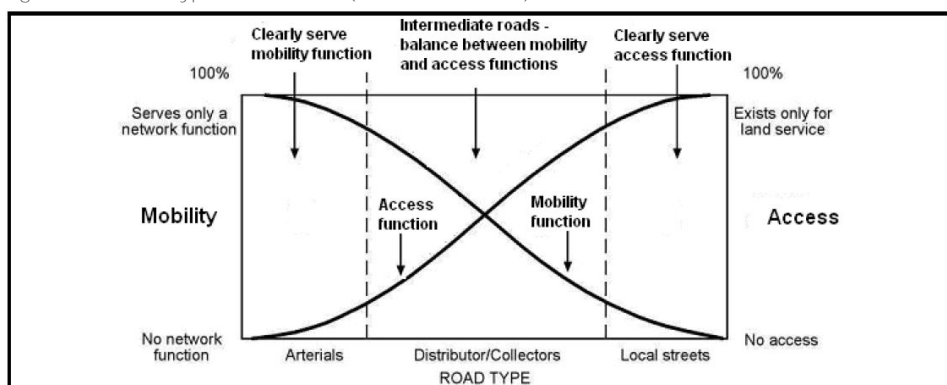 Clearly serve
mobility function
Intermediate roads -
balance between mobility
and access functions
Clearly serve
access function
100%
100%
Serves only a
network function
Exists only for
land service
Mobility
Access
function
Mobility
function
Access
No network
function
No access
Arterials
Distributor/Collectors
Local streets
ROAD TYPE